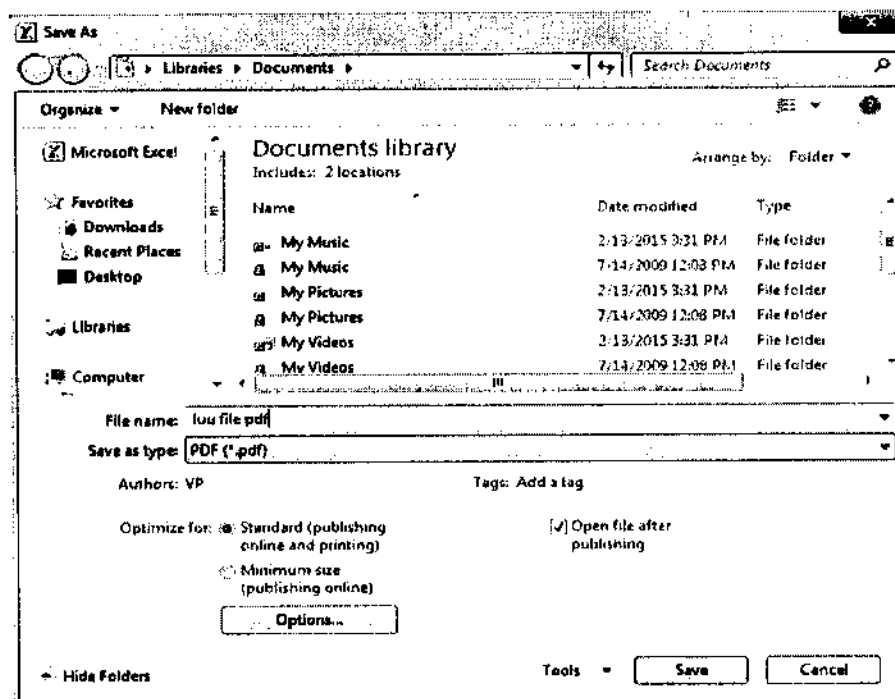 Save As
Libraries ▸ Documents ▸
Search Documents
Organize ▾ New folder
Microsoft Excel
Favorites
Downloads
Recent Places
Desktop
Libraries
Computer
Documents library
Includes: 2 locations
Arrange by: Folder ▾
Name Date modified Type
My Music 2/13/2015 3:31 PM File folder
My Music 7/14/2009 12:08 PM File folder
My Pictures 2/13/2015 3:31 PM File folder
My Pictures 7/14/2009 12:08 PM File folder
My Videos 2/13/2015 3:31 PM File folder
My Videos 7/14/2009 12:08 PM File folder
File name: file pdf
Save as type: PDF (*.pdf)
Authors: VP Tags: Add a tag
Optimize for: Standard (publishing
online and printing)
Minimum size
(publishing online)
Open file after
publishing
Options...
Hide Folders
Tools ▾ Save Cancel